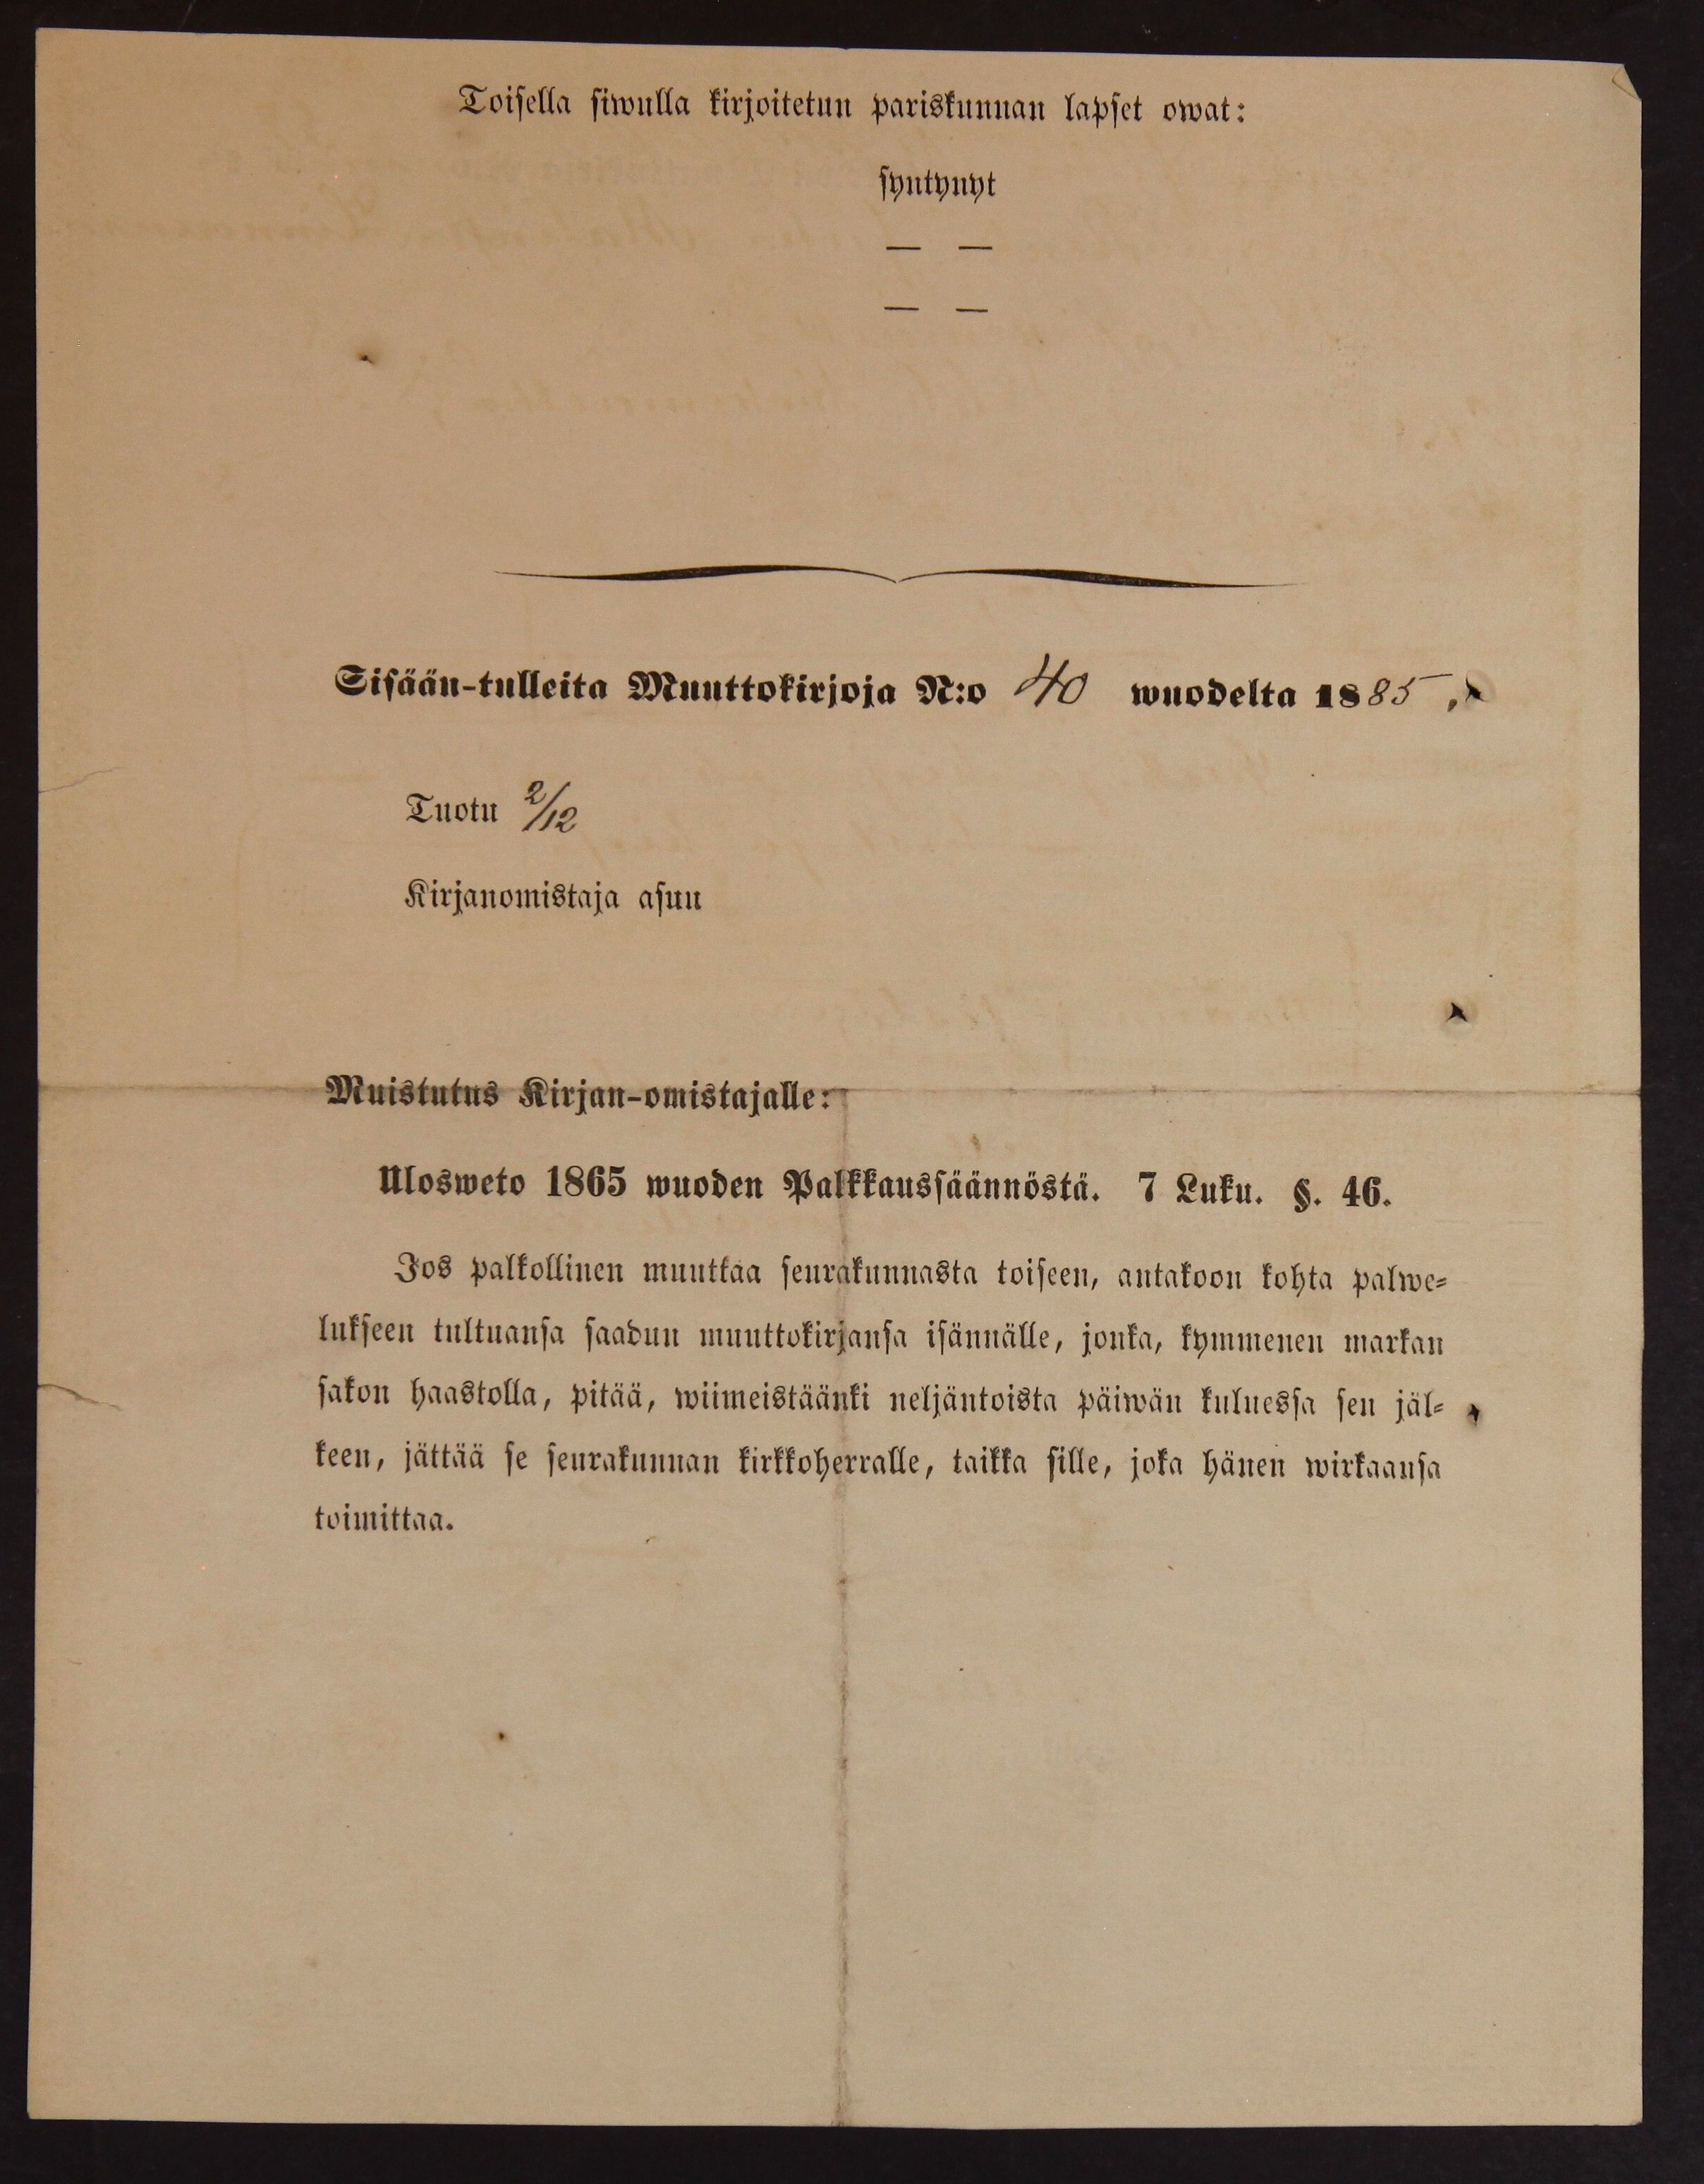 Toisella siwulla kirjoitetun pariskunnan lapset owat:
syntynyt
— —
— —
Sisään-tulleita Muuttokirjoja N:o 40 wuodelta 1885,
Tuotu 2/12
Kirjanomistaja asuu
Muistutus Kirjan-omistajalle:
Ulosweto 1865 wuoden Palkkaussäännöstä. 7 Luku. §. 46.
Jos palkollinen muuttaa seurakunnasta toiseen, antakoon kohta palwe-
lukseen tultuansa saadun muuttokirjansa isännälle, jonka, kymmenen markan
sakon haastolla, pitää, wiimeistäänki neljäntoista päiwän kuluessa sen jäl-
keen, jättää se seurakunnan kirkkoherralle, taikka sille, joka hänen wirkaansa
toimittaa.